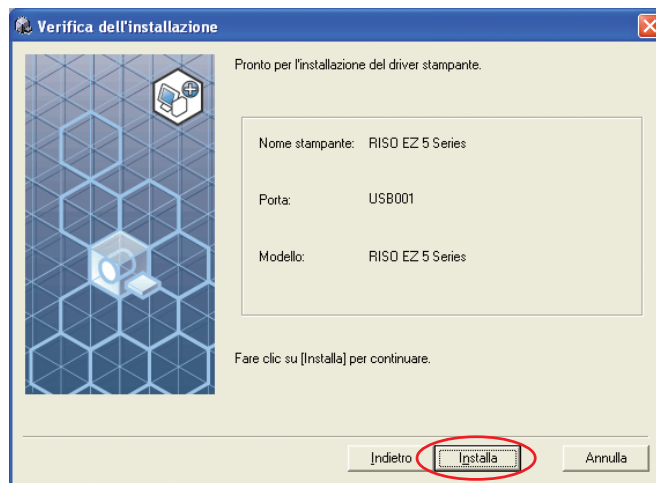 Verifica dell'installazione
Pronto per l'installazione del driver stampante.
Nome stampante: RISO EZ 5 Series
Porta: USB001
Modello: RISO EZ 5 Series
Fare clic su [Installa] per continuare.
Indietro Installa Annulla